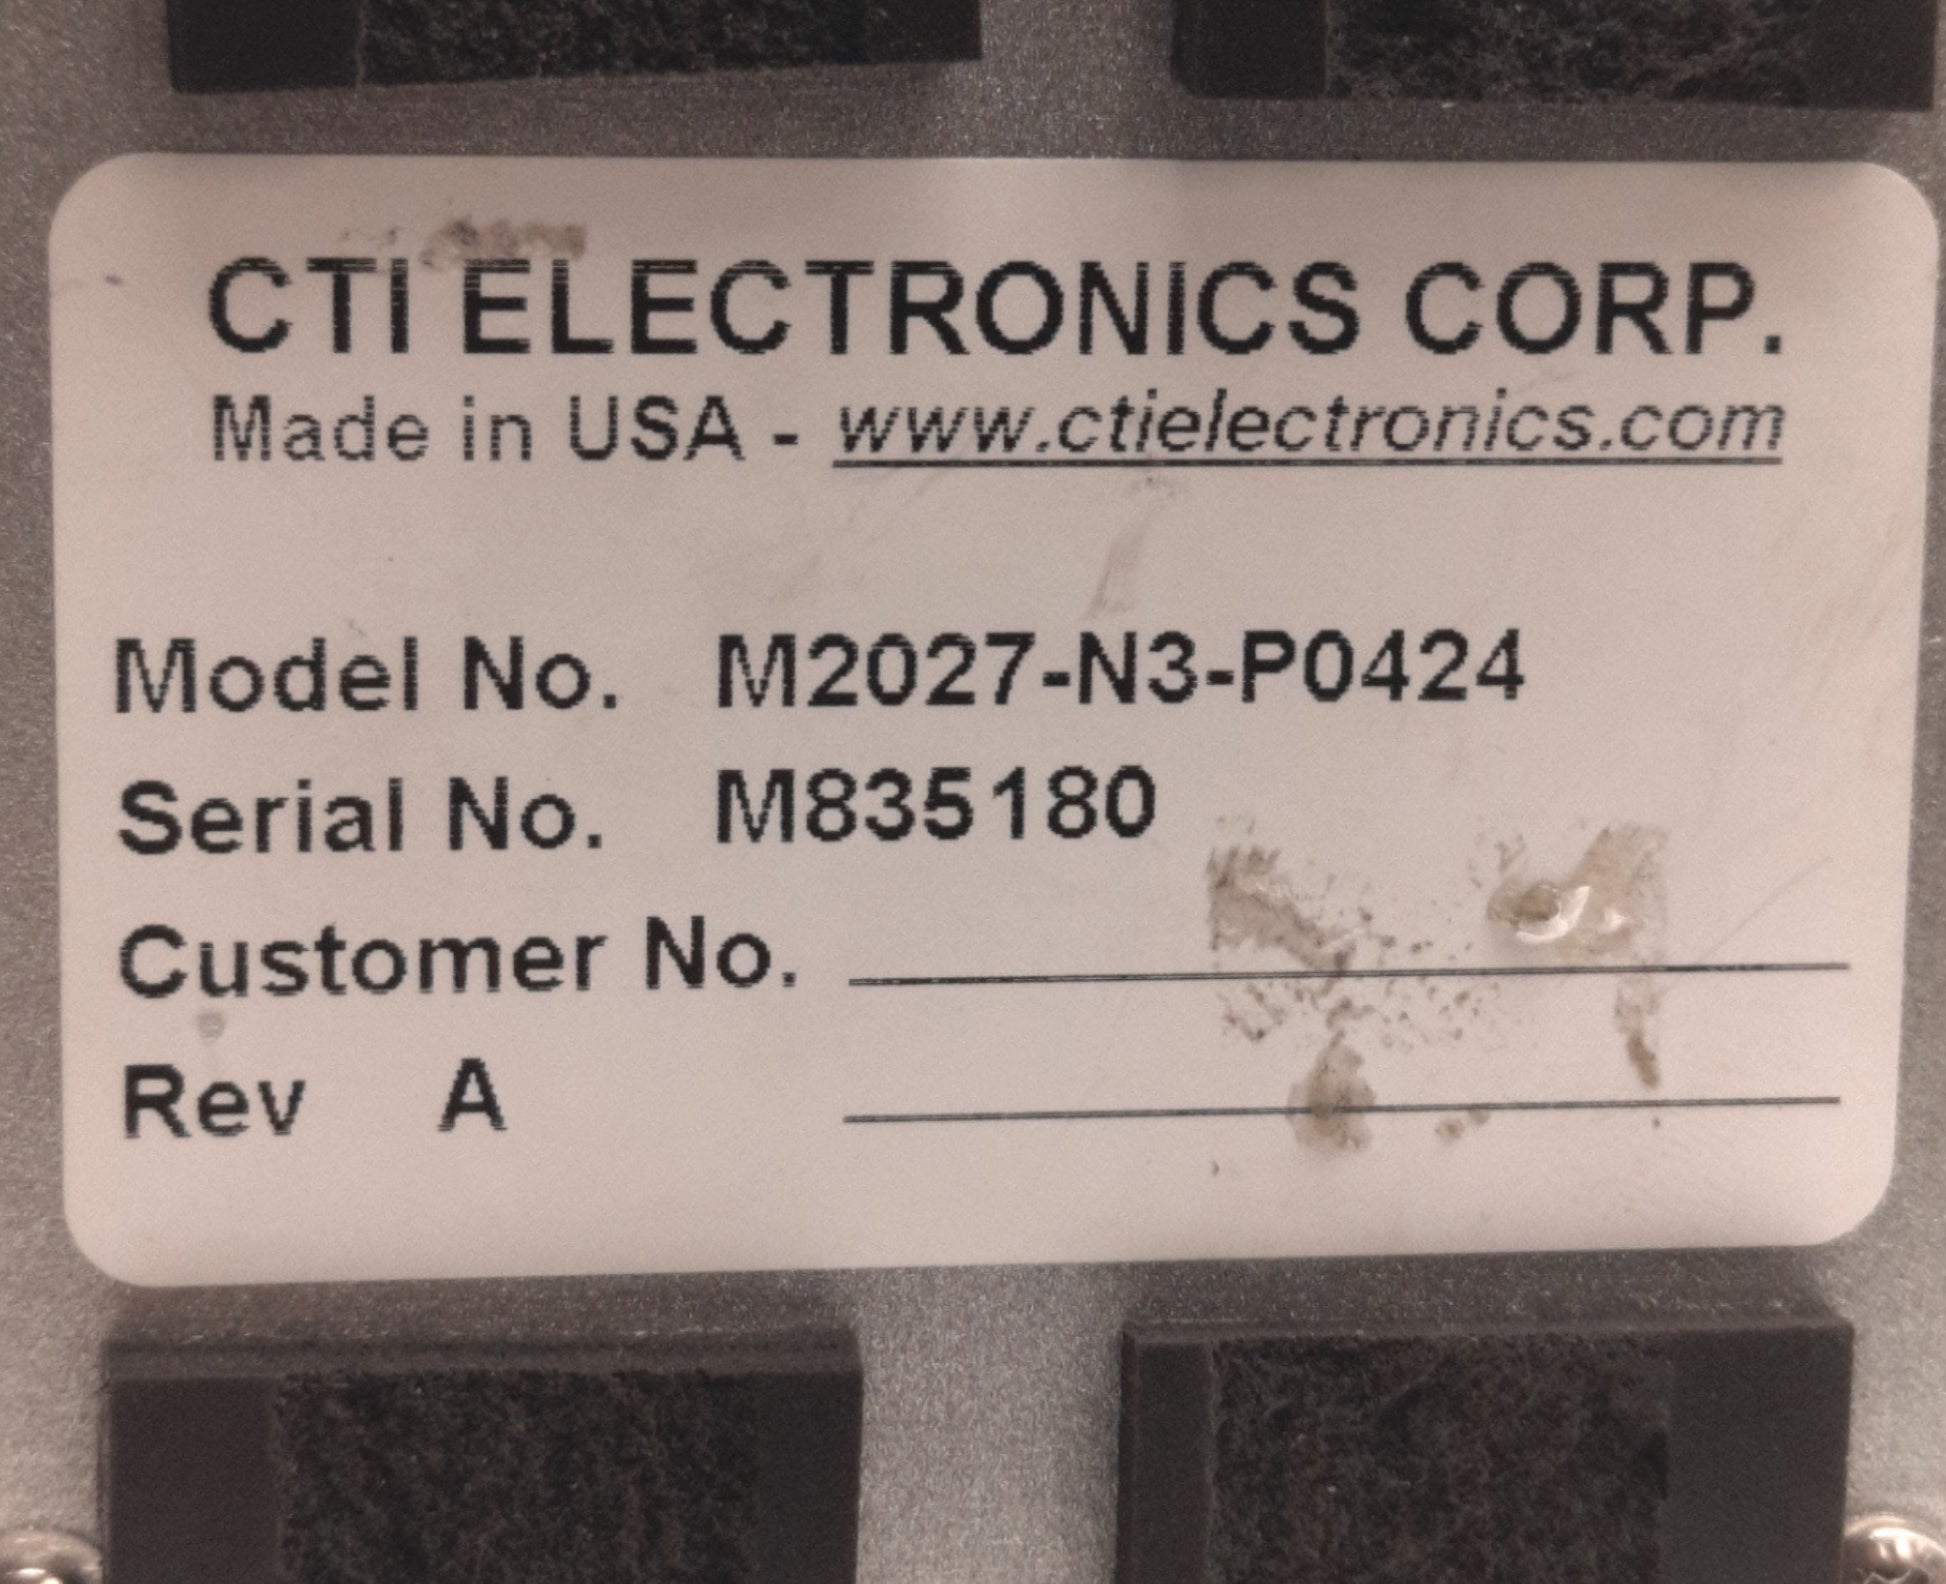 CTI ELECTRONICS CORP.
Made in USA - www.ctielectronics.com
Model No. M2027-N3-P0424
Serial No. M835180
Customer No.
Rev A